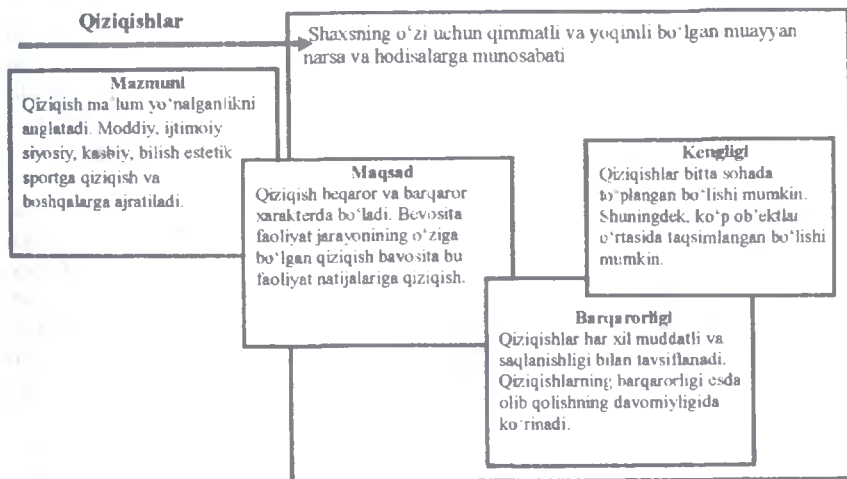 Qiziqishlar
Shaxsning o‘zi uchun qimmatli va yoqimli bo‘lgan muayyan
narsa va hodisalarga munosabati
Mazmuni
Qiziqish ma‘lum yo‘nalganlikni
anglatadi. Moddiy, ijtimoiy
siyosiy, kasbiy, bilish estetik
sportga qiziqish va
boshqalarga ajratiladi.
Maqsad
Qiziqish beqaror va barqaror
xarakterda bo‘ladi. Bevosita
faoliyat jarayonining o‘ziga
bo‘lgan qiziqish bavosita bu
faoliyat natijalariga qiziqish.
Kengligi
Qiziqishlar bitta sohada
to‘plangan bo‘lishi mumkin.
Shuningdek, ko‘p ob‘ektlar
o‘rtasida taqsimlangan bo‘lishi
mumkin.
Barqarorligi
Qiziqishlar har xil muddatli va
saqlanishligi bilan tavsiflanadi.
Qiziqishlarning barqarorligi esda
olib qolishning davomiyligida
ko‘rinadi.